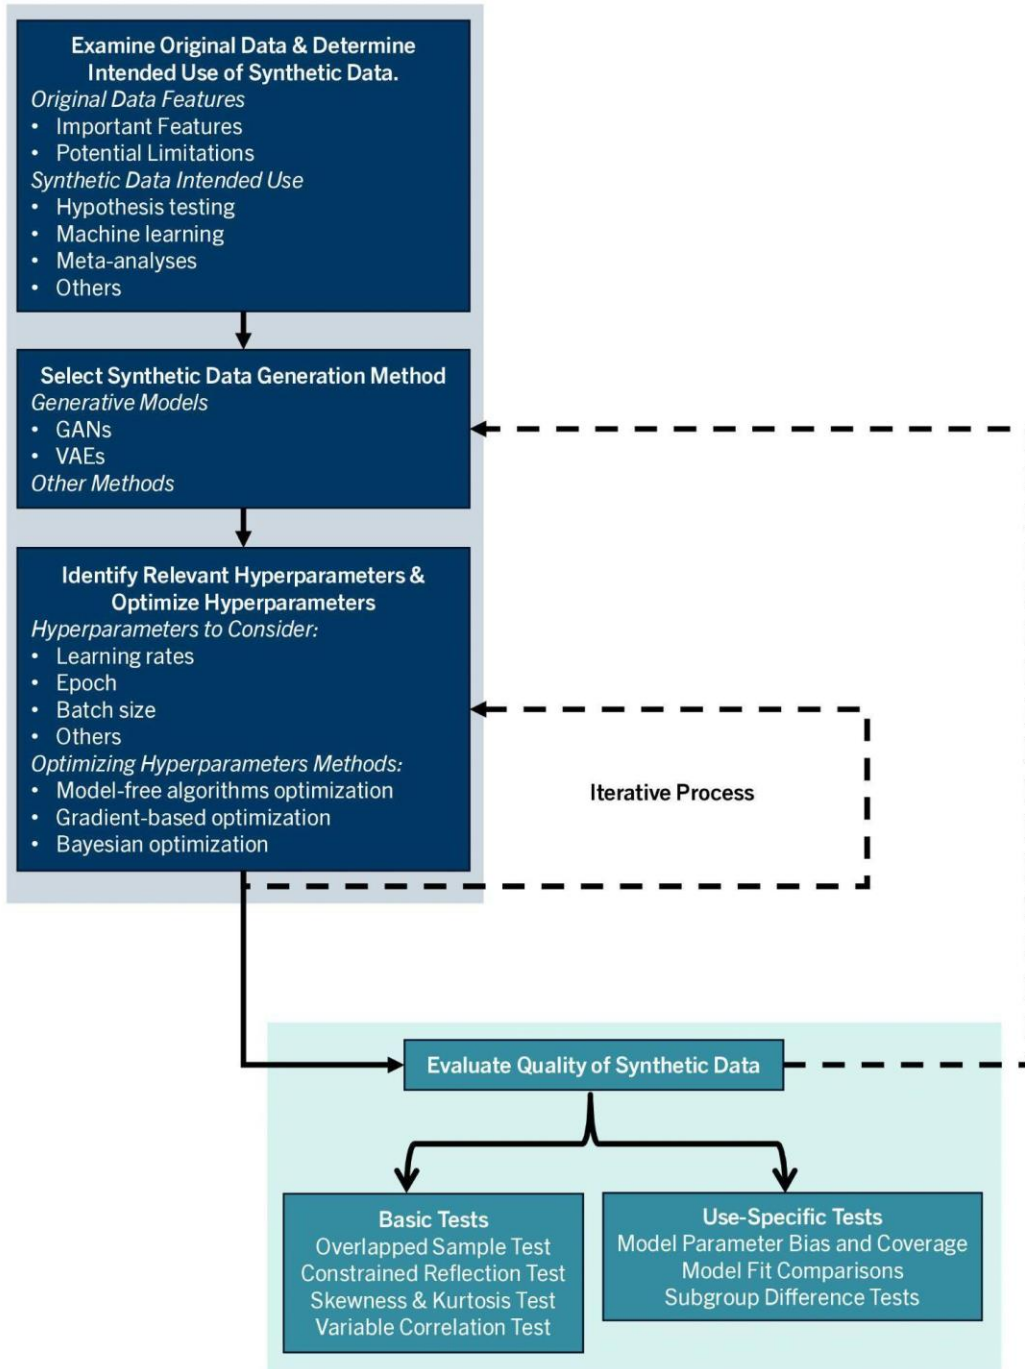 Examine Original Data & Determine
Intended Use of Synthetic Data.
Original Data Features
• Important Features
• Potential Limitations
Synthetic Data Intended Use
• Hypothesis testing
• Machine learning
• Meta-analyses
• Others
Select Synthetic Data Generation Method
Generative Models
• GANs
• VAEs
Other Methods
Identify Relevant Hyperparameters &
Optimize Hyperparameters
Hyperparameters to Consider:
• Learning rates
• Epoch
• Batch size
• Others
Optimizing Hyperparameters Methods:
• Model-free algorithms optimization
• Gradient-based optimization
• Bayesian optimization
Iterative Process
Evaluate Quality of Synthetic Data
Basic Tests
Overlapped Sample Test
Constrained Reflection Test
Skewness & Kurtosis Test
Variable Correlation Test
Use-Specific Tests
Model Parameter Bias and Coverage
Model Fit Comparisons
Subgroup Difference Tests